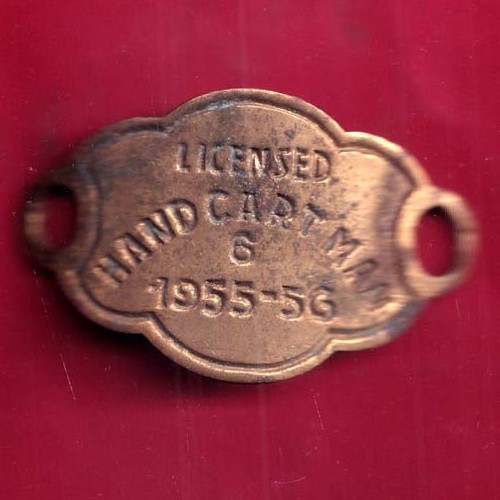 LICENSED
HAND CART MAN
6
1955-56